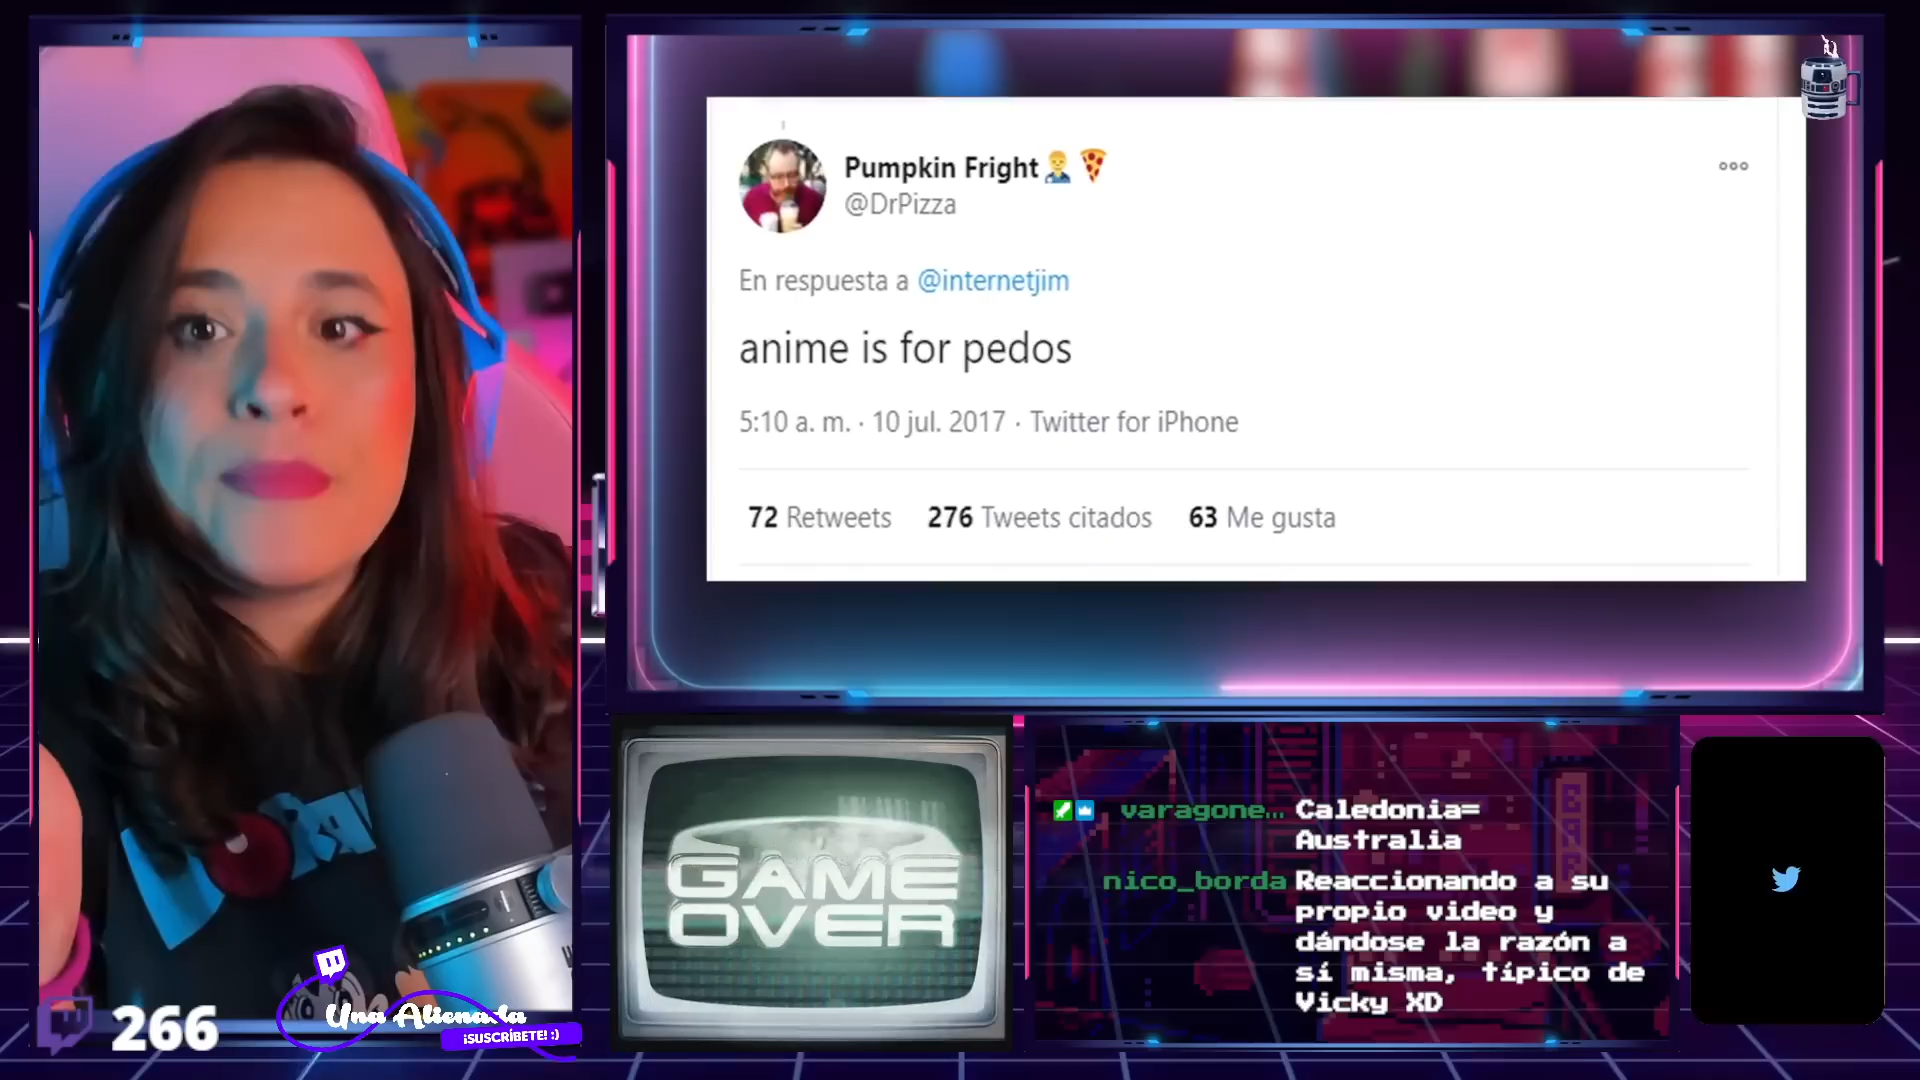 Pumpkin Fright
@DrPizza
En respuesta a @internetjim
anime is for pedos
5:10 a. m. · 10 jul. 2017 · Twitter for iPhone
72 Retweets 276 Tweets citados 63 Me gusta
GAME
OVER
varagone... Caledonia=
Australia
nico_borda Reaccionando a su
propio video y
dándose la razón a
sí misma, típico de
Vicky XD
266
Una Alienada
¡SUSCRÍBETE! :)